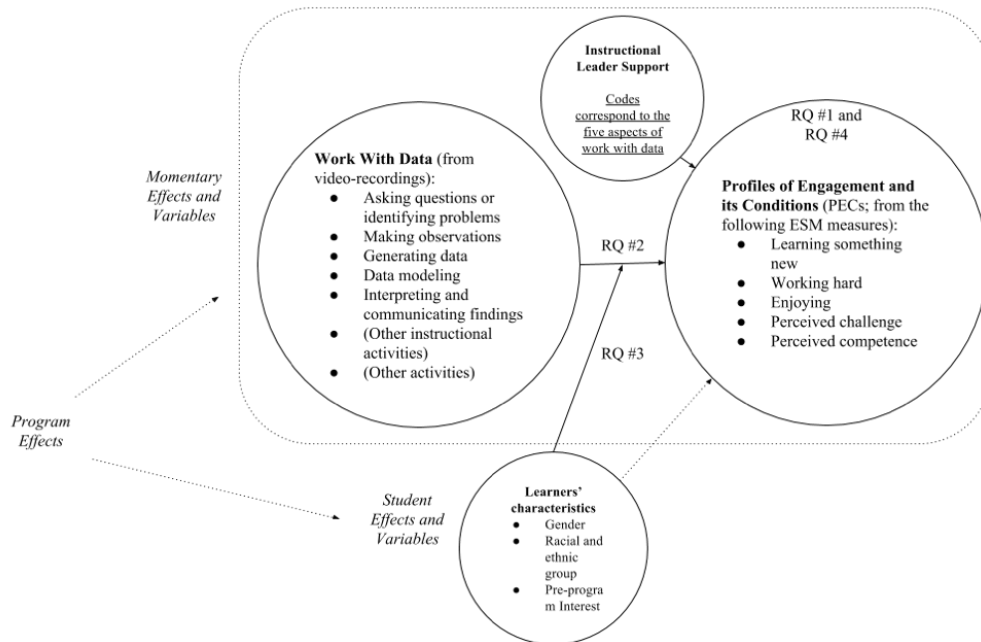 Instructional
Leader Support
Codes
correspond to the
five aspects of
work with data
RQ #1 and
RQ #4
Momentary
Effects and
Variables
Work With Data (from
video-recordings):
● Asking questions or
identifying problems
● Making observations
● Generating data
● Data modeling
● Interpreting and
communicating findings
● (Other instructional
activities)
● (Other activities)
RQ #2
RQ #3
Profiles of Engagement and
its Conditions (PECs; from the
following ESM measures):
● Learning something
new
● Working hard
● Enjoying
● Perceived challenge
● Perceived competence
Program
Effects
Student
Effects and
Variables
Learners’
characteristics
● Gender
● Racial and
ethnic
group
● Pre-progra
m Interest